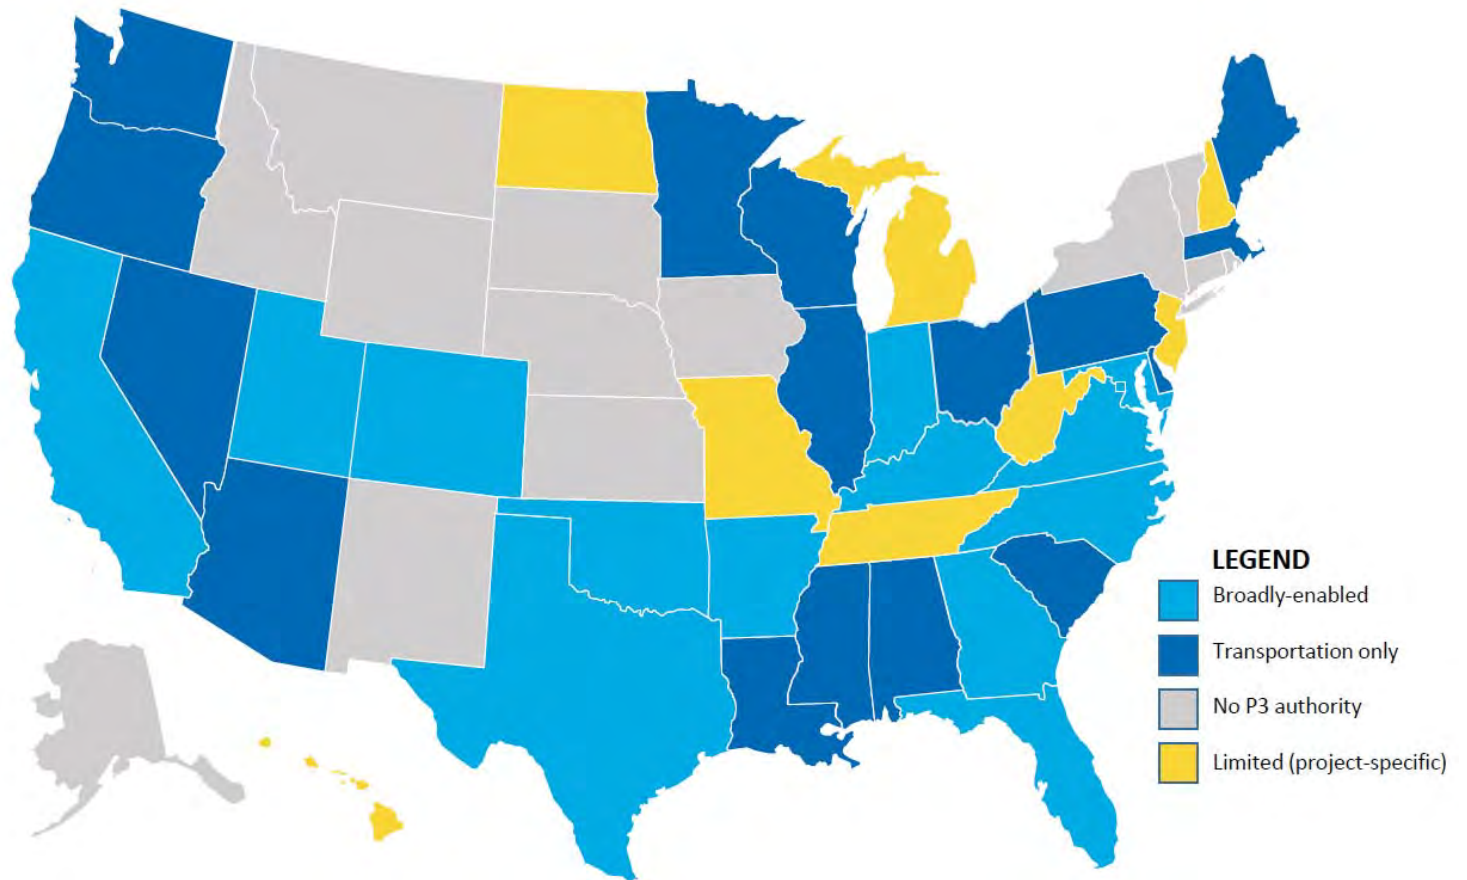 LEGEND
Broadly-enabled
Transportation only
No P3 authority
Limited (project-specific)